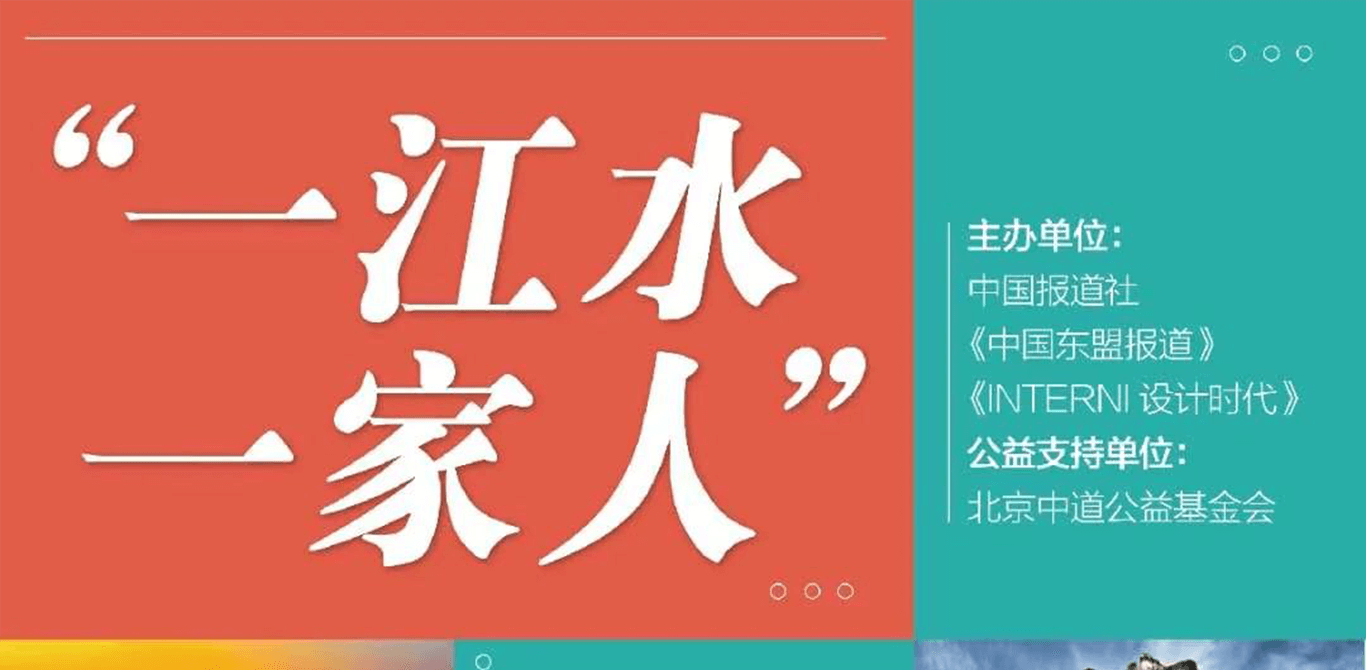 “一江水
一家人”
主办单位：
中国报道社
《中国东盟报道》
《INTERNI 设计时代》
公益支持单位：
北京中道公益基金会